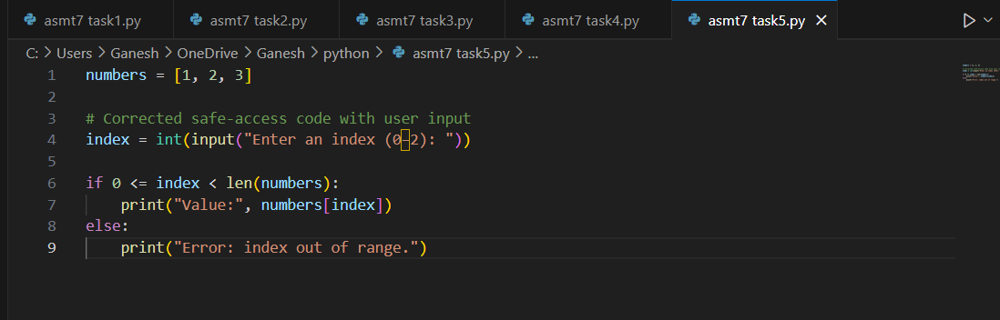 asmt7 task1.py asmt7 task2.py asmt7 task3.py asmt7 task4.py asmt7 task5.py
C: > Users > Ganesh > OneDrive > Ganesh > python > asmt7 task5.py > ...
1 numbers = [1, 2, 3]
2
3 # Corrected safe-access code with user input
4 index = int(input("Enter an index (0–2): "))
5
6 if 0 <= index < len(numbers):
7     print("Value:", numbers[index])
8 else:
9     print("Error: index out of range.")